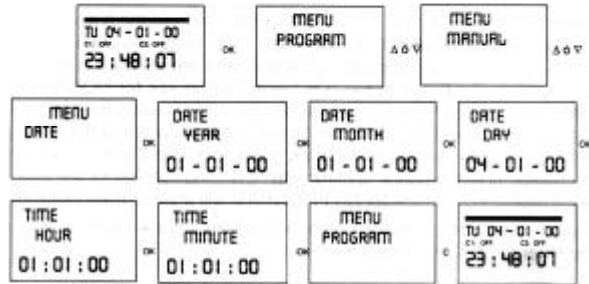 TU 04-01-00
C1: OFF C2: OFF
23:48:07
OK
MENU
PROGRAM
Δ ó ∇
MENU
MANUAL
Δ ó ∇
MENU
DATE
OK
DATE
YEAR
01-01-00
OK
DATE
MONTH
01-01-00
OK
DATE
DAY
04-01-00
OK
TIME
HOUR
01:01:00
OK
TIME
MINUTE
01:01:00
OK
MENU
PROGRAM
C
TU 04-01-00
C1: OFF C2: OFF
23:48:07